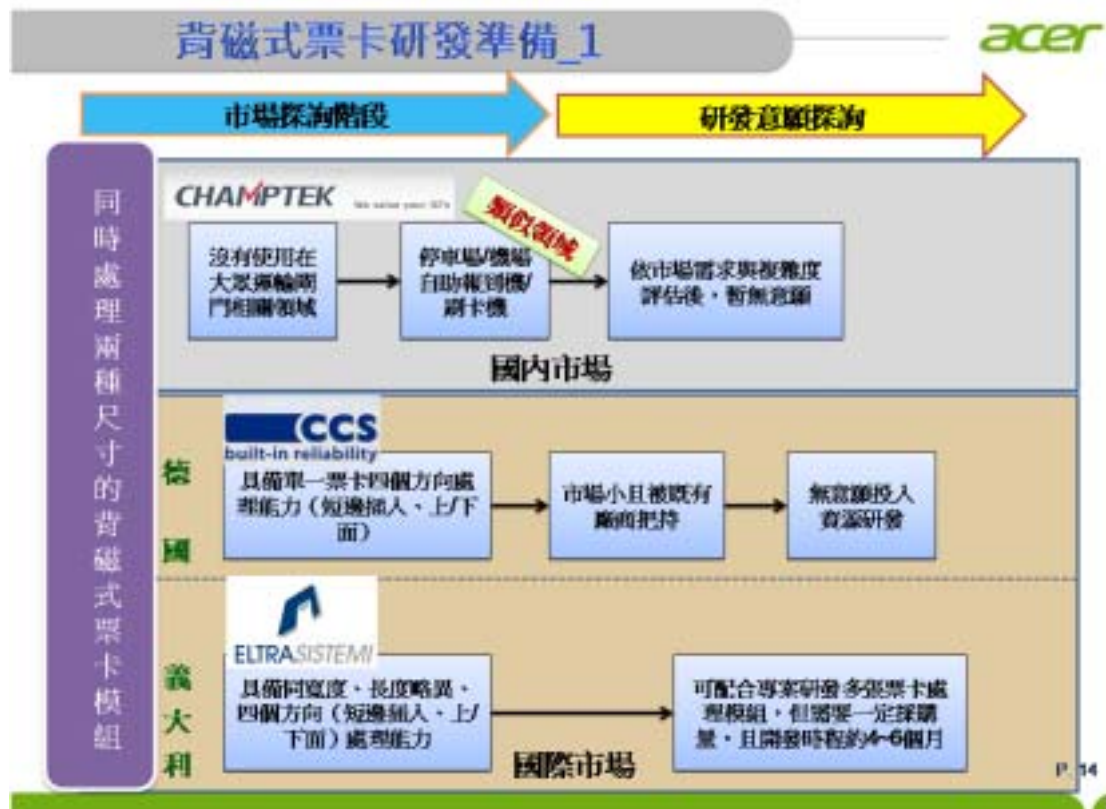 背磁式票卡研發準備_1
acer
市場探詢階段
研發意願探詢
同時處理兩種尺寸的背磁式票卡模組
CHAMPTEK
類似領域
沒有使用在
大眾運輸閘
門相關領域
停車場/機場
自助報到機/
刷卡機
依市場需求與複雜度
評估後，暫無意願
國內市場
德國
CCS
built-in reliability
具備單一票卡四個方向處
理能力（短邊插入、上/下
面）
市場小且被既有
廠商把持
無意願投入
資源研發
義大利
ELTRASISTEMI
具備同寬度、長度略異、
四個方向（短邊插入、上/
下面）處理能力
可配合專案研發多張票卡處
理模組，但需要一定採購
量，且開發時程約4~6個月
國際市場
P. 14